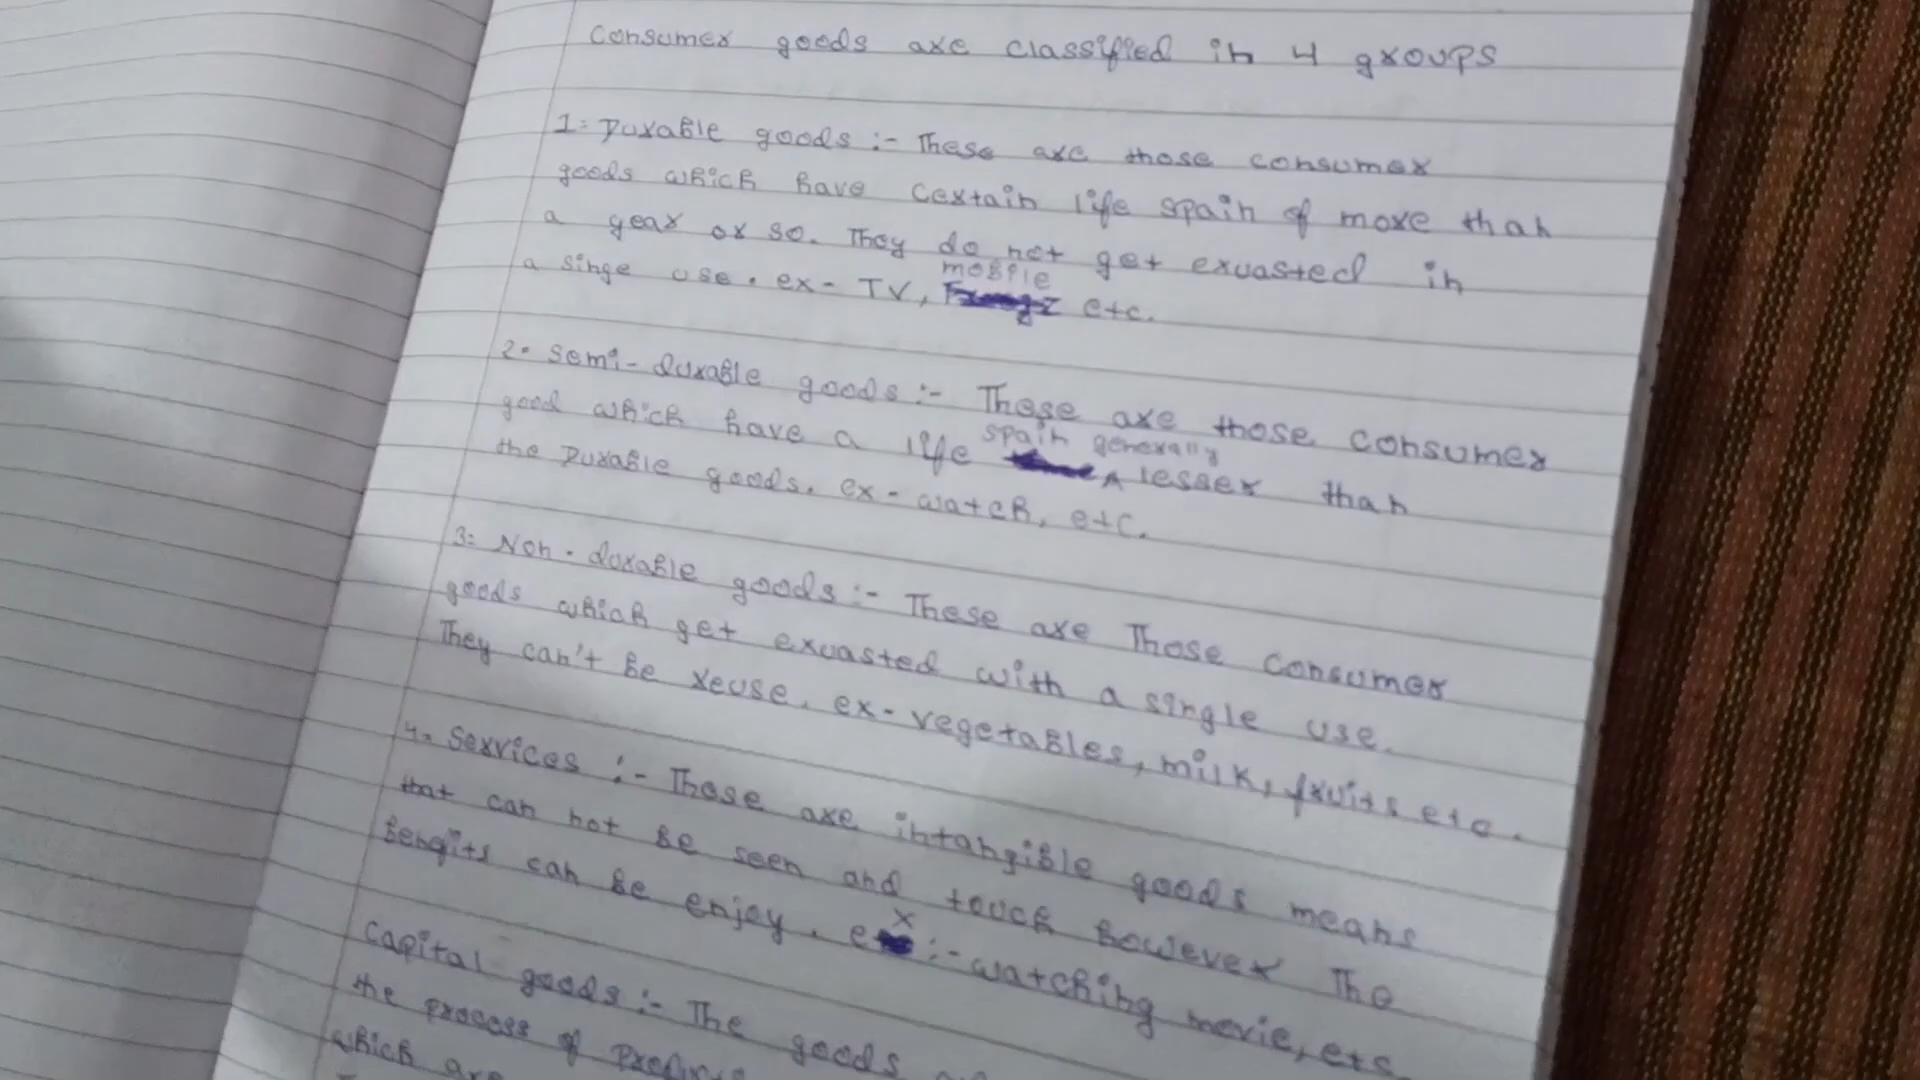 Consumer goods are classified in 4 groups
1= Durable goods :- These are those consumer
goods which have certain life spain of more than
a year or so. They do not get exuasted in
a singe use. ex- TV, mobile etc.
2. Semi-durable goods :- These are those consumer
good which have a life spain generally lesser than
the Durable goods. ex- watch, etc.
3= Non-durable goods :- These are Those consumer
goods which get exuasted with a single use.
They can't be reuse. ex- vegetables, milk, fruits etc.
4. Services :- These are intangible goods means
that can not be seen and touch however The
benefits can be enjoy. ex :- watching movie, etc
Capital goods :- The goods
the process of
which are